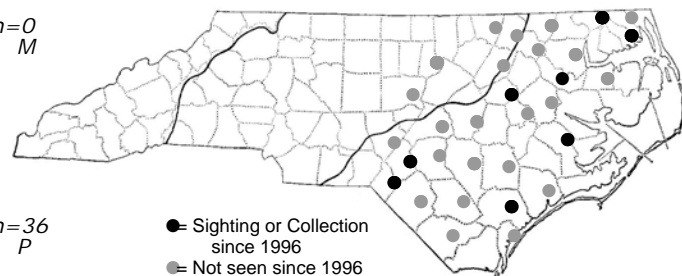 n=0
M
n=36
P
= Sighting or Collection
since 1996
= Not seen since 1996